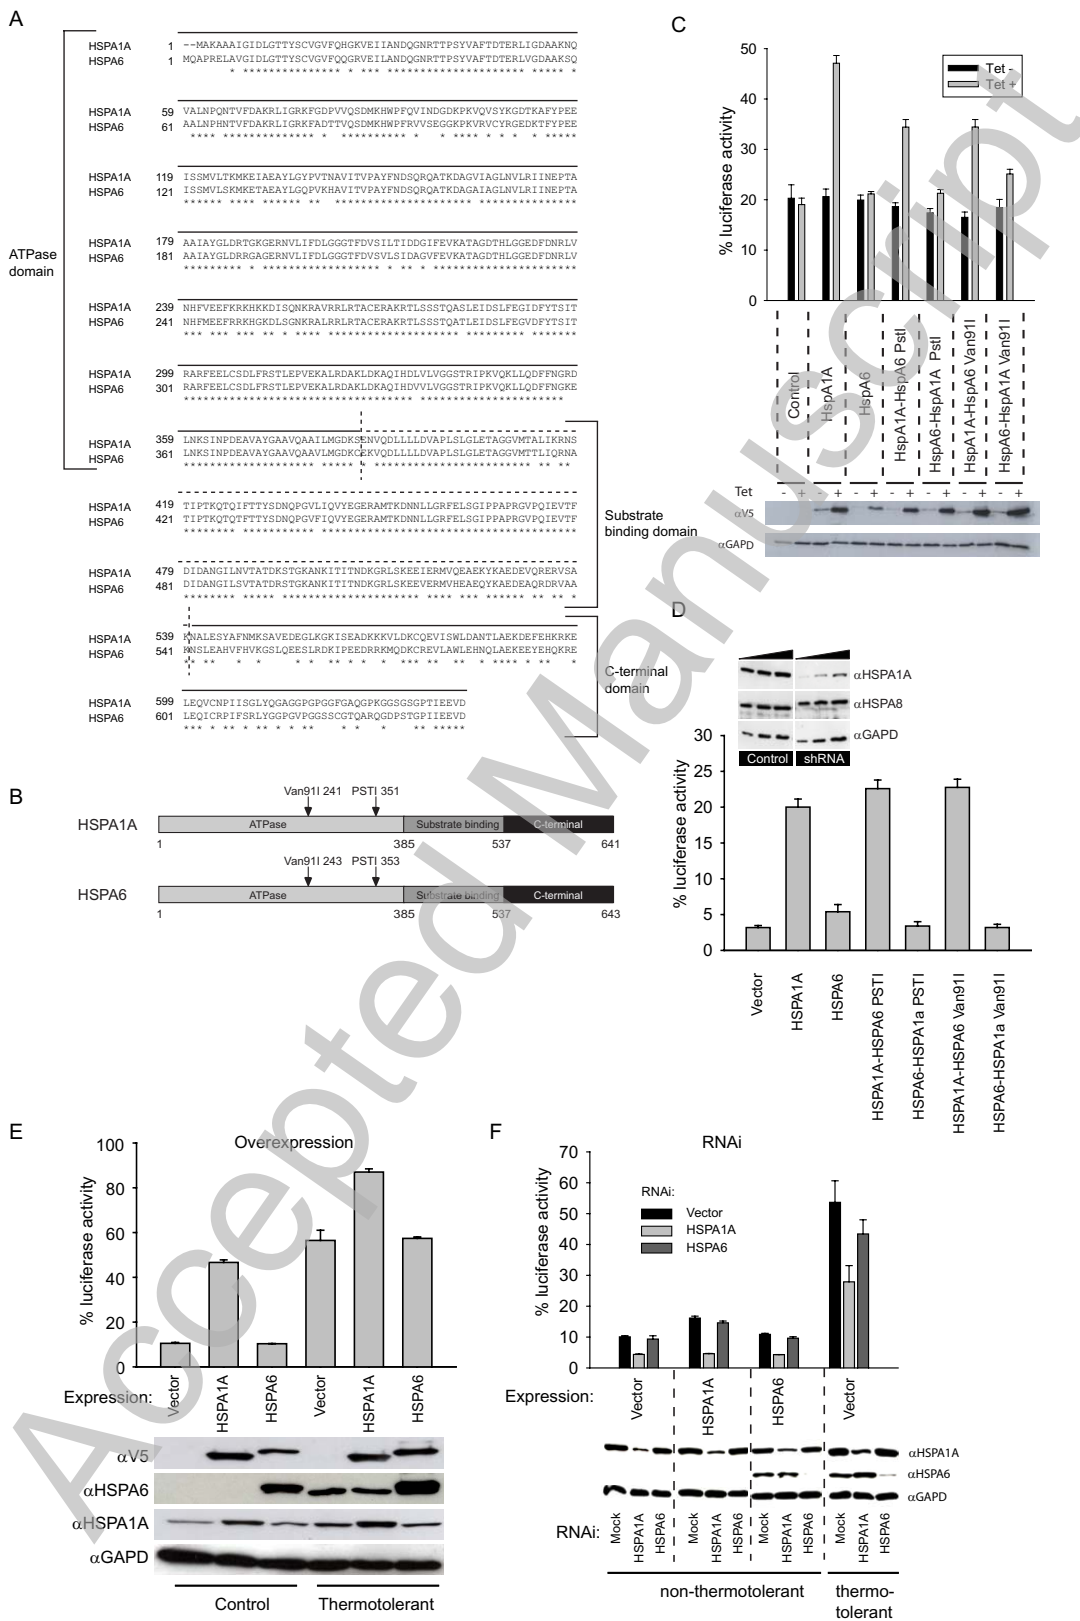 A
ATPase
domain
HSPA1A 1 --MAKAAAIGIDLGTTYSCVGVFQHGKVEIIANDQGNRTTPSYVAFTDTERLIGDAAKNQ
HSPA6 1 MQAPRELAVGIDLGTTYSCVGVFQQGRVEILANDQGNRTTPSYVAFTDTERLVGDAAKSQ
HSPA1A 59 VALNPQNTVFDAKRLIGRKFGDPVVQSDMKHWPFQVINDGDKPKVQVSYKGDTKAFYPEE
HSPA6 61 AALNPHNTVFDAKRLIGRKFADTTVQSDMKHWPFRVVSEGGKPKVRVCYRGEDKTFYPEE
HSPA1A 119 ISSMVLTKMKEIAEAYLGYPVTNAVITVPAYFNDSQRQATKDAGVIAGLNVLRIINEPTA
HSPA6 121 ISSMVLSKMKETAEAYLGQPVKHAVITVPAYFNDSQRQATKDAGAIAGLNVLRIINEPTA
HSPA1A 179 AAIAYGLDRTGKGERNVLIFDLGGGTFDVSILTIDDGIFEVKATAGDTHLGGEDFDNRLV
HSPA6 181 AAIAYGLDRRGAGERNVLIFDLGGGTFDVSVLSIDAGVFEVKATAGDTHLGGEDFDNRLV
HSPA1A 239 NHFVEEFKRKHKKDISQNKRAVRRLRTACERAKRTLSSSTQASLEIDSLFEGIDFYTSIT
HSPA6 241 NHFMEEFRRKHGKDLSGNKRALRRLRTACERAKRTLSSSTQATLEIDSLFEGVDFYTSIT
HSPA1A 299 RARFEELCSDLFRSTLEPVEKALRDAKLDKAQIHDLVLVGGSTRIPKVQKLLQDFFNGRD
HSPA6 301 RARFEELCSDLFRSTLEPVEKALRDAKLDKAQIHDVVLVGGSTRIPKVQKLLQDFFNGKE
HSPA1A 359 LNKSINPDEAVAYGAAVQAAILMGDKSENVQDLLLLDVAPLSLGLETAGGVMTALIKRNS
HSPA6 361 LNKSINPDEAVAYGAAVQAAVLMGDKCEKVQDLLLLDVAPLSLGLETAGGVMTTLIQRNA
HSPA1A 419 TIPTKQTQIFTTYSDNQPGVLIQVYEGERAMTKDNNLLGRFELSGIPPAPRGVPQIEVTF
HSPA6 421 TIPTKQTQTFTTYSDNQPGVFIQVYEGERAMTKDNNLLGRFELSGIPPAPRGVPQIEVTF
HSPA1A 479 DIDANGILNVTATDKSTGKANKITITNDKGRLSKEEIERMVQEAEKYKAEDEVQRERVSA
HSPA6 481 DIDANGILSVTATDRSTGKANKITITNDKGRLSKEEVERMVHEAEQYKAEDEAQRDRVAA
HSPA1A 539 KNALESYAFNMKSAVEDEGLKGKISEADKKKVLDKCQEVISWLDANTLAEKDEFEHKRKE
HSPA6 541 KNSLEAHVFHVKGSLQEESLRDKIPEEDRRKMQDKCREVLAWLEHNQLAEKEEYEHQKRE
HSPA1A 599 LEQVCNPIISGLYQGAGGPGPGGFGAQGPKGGSGSGPTIEEVD
HSPA6 601 LEQICRPIFSRLYGGPGVPGGSSCGTQARQGDPSTGPIIEEVD
Substrate
binding domain
C-terminal
domain
B
Van91I 241 PSTI 351
HSPA1A ATPase Substrate binding C-terminal
1 385 537 641
Van91I 243 PSTI 353
HSPA6 ATPase Substrate binding C-terminal
1 385 537 643
C
% luciferase activity
50
40
30
20
10
0
Tet -
Tet +
Control
HspA1A
HspA6
HspA1A-HspA6 PstI
HspA6-HspA1A PstI
HspA1A-HspA6 Van91I
HspA6-HspA1A Van91I
Tet - + - + - + - + - + - + - +
αV5
αGAPD
D
αHSPA1A
αHSPA8
αGAPD
Control shRNA
% luciferase activity
30
25
20
15
10
5
0
Vector
HSPA1A
HSPA6
HSPA1A-HSPA6 PSTI
HSPA6-HSPA1a PSTI
HSPA1A-HSPA6 Van91I
HSPA6-HSPA1a Van91I
E
Overexpression
% luciferase activity
100
80
60
40
20
0
Expression: Vector HSPA1A HSPA6 Vector HSPA1A HSPA6
αV5
αHSPA6
αHSPA1A
αGAPD
Control Thermotolerant
F
RNAi
% luciferase activity
70
60
50
40
30
20
10
0
RNAi:
Vector
HSPA1A
HSPA6
Expression: Vector HSPA1A HSPA6 Vector
αHSPA1A
αHSPA6
αGAPD
RNAi: Mock HSPA1A HSPA6 Mock HSPA1A HSPA6 Mock HSPA1A HSPA6 Mock HSPA1A HSPA6
non-thermotolerant
thermo-
tolerant
Accepted Manuscript